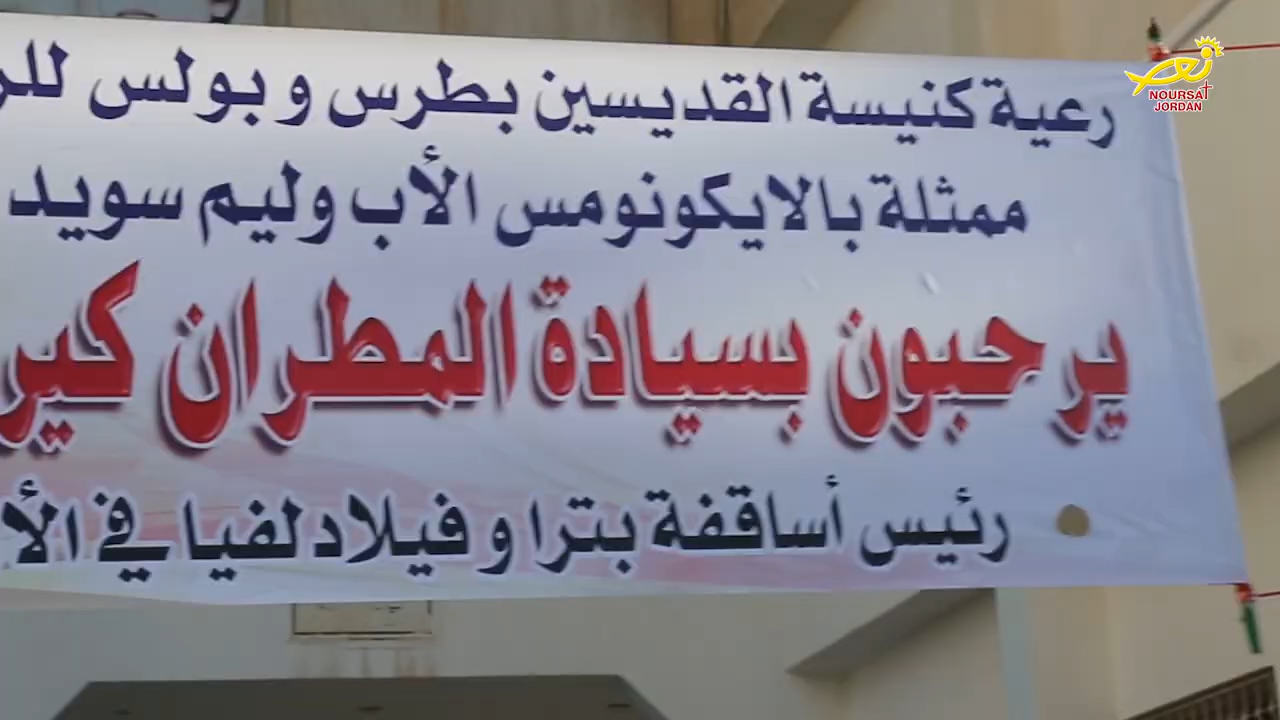 رعية كنيسة القديسين بطرس و بولس
ممثلة بالايكونومس الأب وليم سويد
يرحبون بسيادة المطران
رئيس أساقفة بترا و فيلادلفيا في
نور
NOURSAT
JORDAN